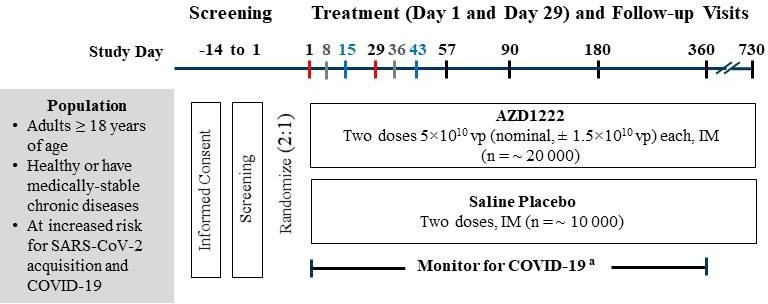 Screening
Treatment (Day 1 and Day 29) and Follow-up Visits
Study Day
-14 to 1
1 8 15 29 36 43 57 90 180 360 730
Population
• Adults ≥ 18 years
of age
• Healthy or have
medically-stable
chronic diseases
• At increased risk
for SARS-CoV-2
acquisition and
COVID-19
Informed Consent
Screening
Randomize (2:1)
AZD1222
Two doses 5×10¹⁰ vp (nominal, ± 1.5×10¹⁰ vp) each, IM
(n = ~ 20 000)
Saline Placebo
Two doses, IM (n = ~ 10 000)
Monitor for COVID-19 ᵃ